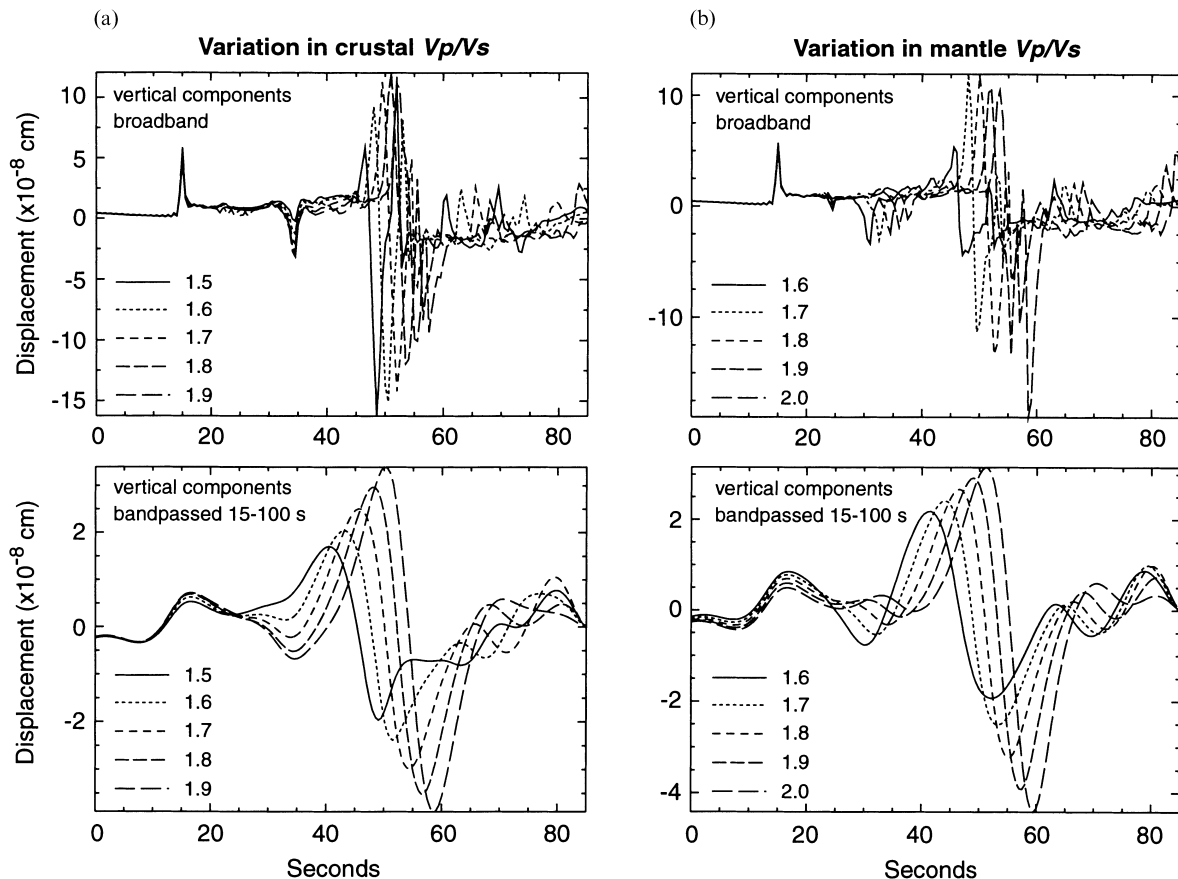 (a)
Variation in crustal Vp/Vs
vertical components
broadband
Displacement (x10-8 cm)
10
5
0
-5
-10
-15
1.5
1.6
1.7
1.8
1.9
0 20 40 60 80
vertical components
bandpassed 15-100 s
Displacement (x10-8 cm)
2
0
-2
1.5
1.6
1.7
1.8
1.9
0 20 40 60 80
Seconds
(b)
Variation in mantle Vp/Vs
vertical components
broadband
10
0
-10
1.6
1.7
1.8
1.9
2.0
0 20 40 60 80
vertical components
bandpassed 15-100 s
2
0
-2
-4
1.6
1.7
1.8
1.9
2.0
0 20 40 60 80
Seconds